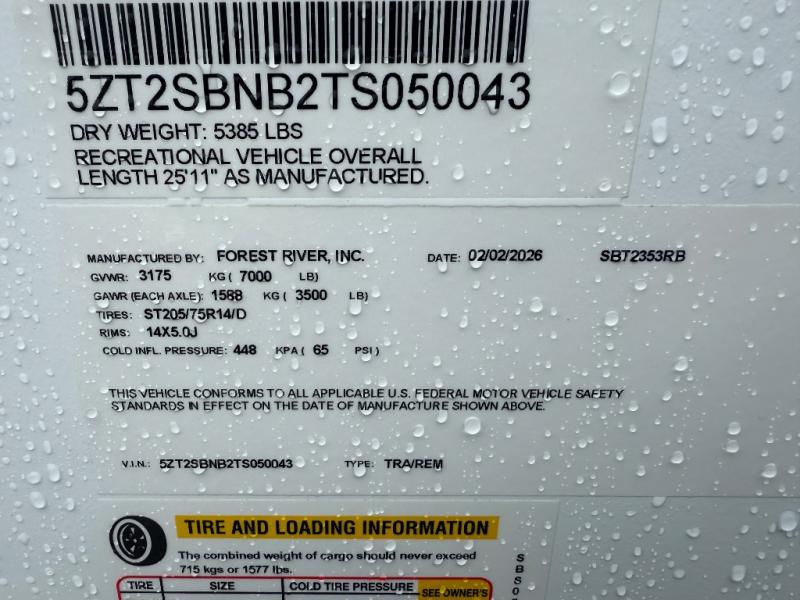 5ZT2SBNB2TS050043
DRY WEIGHT: 5385 LBS
RECREATIONAL VEHICLE OVERALL
LENGTH 25'11" AS MANUFACTURED.
MANUFACTURED BY: FOREST RIVER, INC. DATE: 02/02/2026 SBT2353RB
GVWR: 3175 KG ( 7000 LB)
GAWR (EACH AXLE): 1588 KG ( 3500 LB)
TIRES: ST205/75R14/D
RIMS: 14X5.0J
COLD INFL. PRESSURE: 448 KPA ( 65 PSI )
THIS VEHICLE CONFORMS TO ALL APPLICABLE U.S. FEDERAL MOTOR VEHICLE SAFETY
STANDARDS IN EFFECT ON THE DATE OF MANUFACTURE SHOWN ABOVE.
V.I.N.: 5ZT2SBNB2TS050043 TYPE: TRA/REM
TIRE AND LOADING INFORMATION
The combined weight of cargo should never exceed
715 kgs or 1577 lbs.
TIRE SIZE COLD TIRE PRESSURE SEE OWNER'S